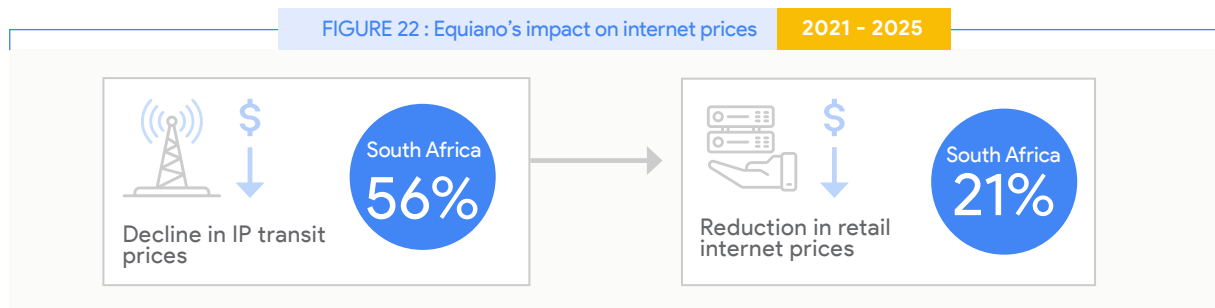 FIGURE 22 : Equiano’s impact on internet prices
2021 - 2025
$
South Africa
56%
Decline in IP transit
prices
$
South Africa
21%
Reduction in retail
internet prices